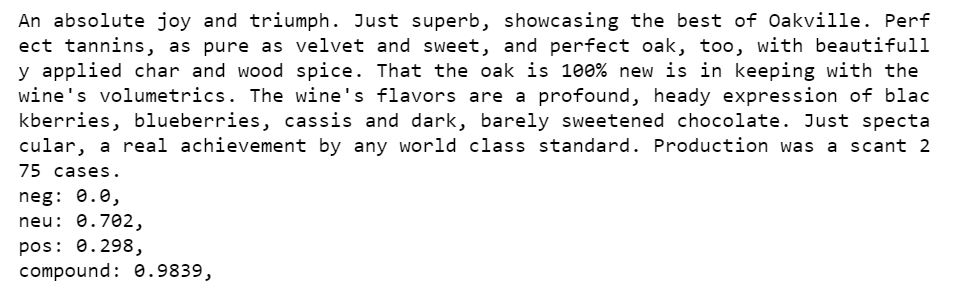 An absolute joy and triumph. Just superb, showcasing the best of Oakville. Perf
ect tannins, as pure as velvet and sweet, and perfect oak, too, with beautifull
y applied char and wood spice. That the oak is 100% new is in keeping with the
wine's volumetrics. The wine's flavors are a profound, heady expression of blac
kberries, blueberries, cassis and dark, barely sweetened chocolate. Just specta
cular, a real achievement by any world class standard. Production was a scant 2
75 cases.
neg: 0.0,
neu: 0.702,
pos: 0.298,
compound: 0.9839,